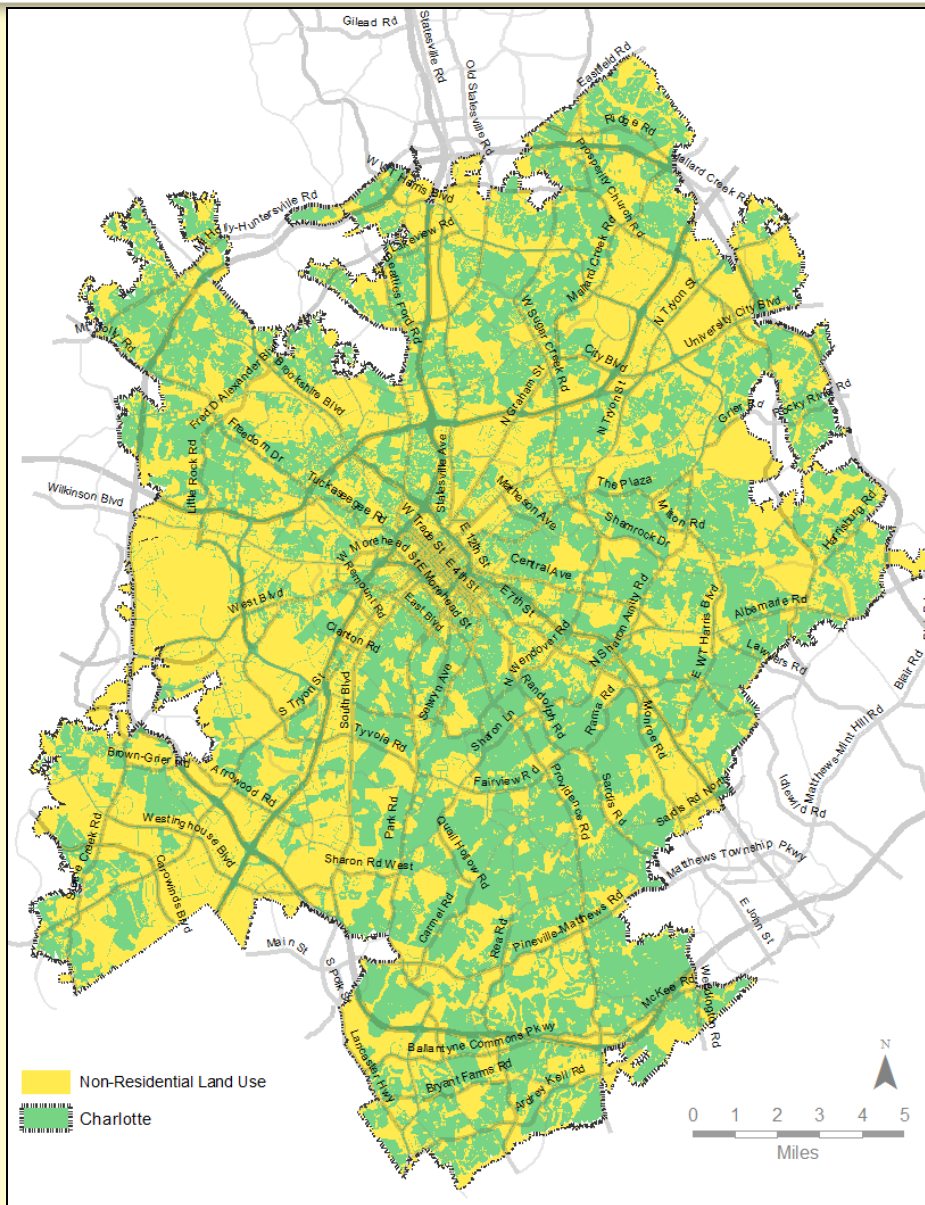 Gilead Rd
Statesville Rd
Old Statesville Rd
Eastfield Rd
Ridge Rd
Prosperity Church Rd
Mallard Creek Rd
W WT Harris Blvd
Mt Holly-Huntersville Rd
Lakeview Rd
Beatties Ford Rd
Mallard Creek Rd
N Tryon St
University City Blvd
W Sugar Creek Rd
City Blvd
N Graham St
N Tryon St
Grier Rd
Rocky River Rd
Mt Holly Rd
Fred D Alexander Blvd
Brookshire Blvd
Freedom Dr
Little Rock Rd
Tuckaseegee Rd
Statesville Ave
Wilkinson Blvd
Matheson Ave
The Plaza
Milton Rd
Shamrock Dr
Harrisburg Rd
W Trade St
E 12th St
W Morehead St
E 4th St
E Morehead St
Central Ave
E 7th St
W Remount Rd
East Blvd
West Blvd
Clanton Rd
N Sharon Amity Rd
Albemarle Rd
E WT Harris Blvd
Lawyers Rd
Blair Rd
N Wendover Rd
Selwyn Ave
Randolph Rd
S Tryon St
South Blvd
Sharon Ln
Rama Rd
Monroe Rd
Matthews-Mint Hill Rd
Idlewild Rd
Tyvola Rd
Brown-Grier Rd
Arrowood Rd
Fairview Rd
Providence Rd
Sardis Rd
Sardis Rd North
Park Rd
Quail Hollow Rd
Westinghouse Blvd
Steele Creek Rd
Carowinds Blvd
Sharon Rd West
Matthews Township Pkwy
E John St
Carmel Rd
Rea Rd
Pineville-Matthews Rd
Main St
S Polk St
McKee Rd
Weddington Rd
Ballantyne Commons Pkwy
Lancaster Hwy
Bryant Farms Rd
Ardrey Kell Rd
N
Non-Residential Land Use
Charlotte
0 1 2 3 4 5
Miles